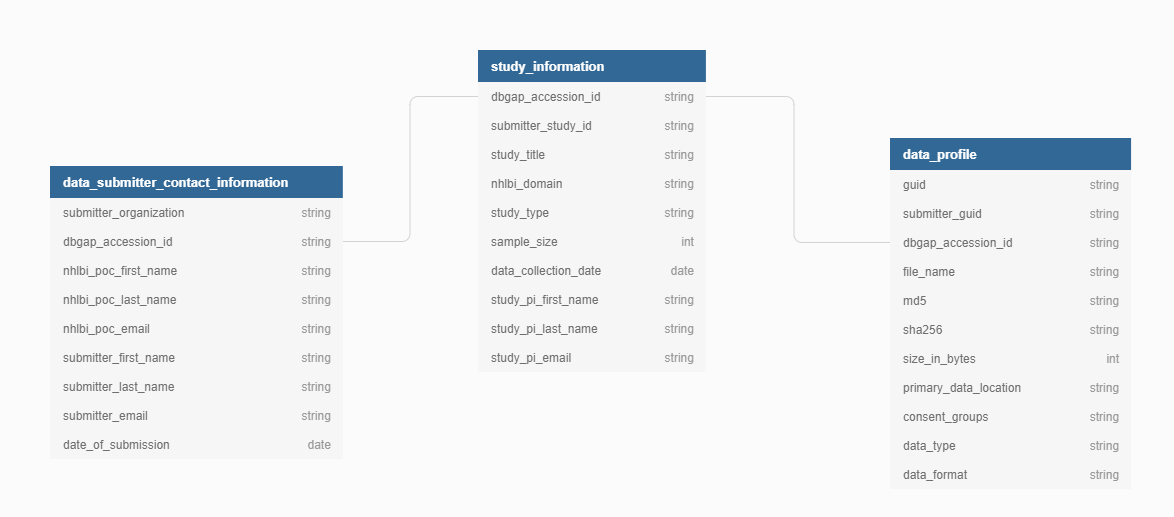 study_information
dbgap_accession_id string
submitter_study_id string
study_title string
nhlbi_domain string
study_type string
sample_size int
data_collection_date date
study_pi_first_name string
study_pi_last_name string
study_pi_email string
data_submitter_contact_information
submitter_organization string
dbgap_accession_id string
nhlbi_poc_first_name string
nhlbi_poc_last_name string
nhlbi_poc_email string
submitter_first_name string
submitter_last_name string
submitter_email string
date_of_submission date
data_profile
guid string
submitter_guid string
dbgap_accession_id string
file_name string
md5 string
sha256 string
size_in_bytes int
primary_data_location string
consent_groups string
data_type string
data_format string